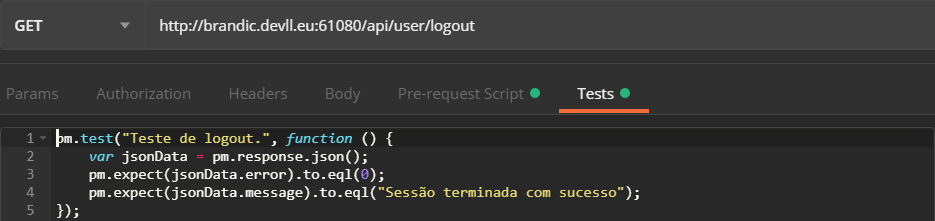 GET http://brandic.devll.eu:61080/api/user/logout
Params Authorization Headers Body Pre-request Script Tests
1 pm.test("Teste de logout.", function () {
2 var jsonData = pm.response.json();
3 pm.expect(jsonData.error).to.eql(0);
4 pm.expect(jsonData.message).to.eql("Sessão terminada com sucesso");
5 });